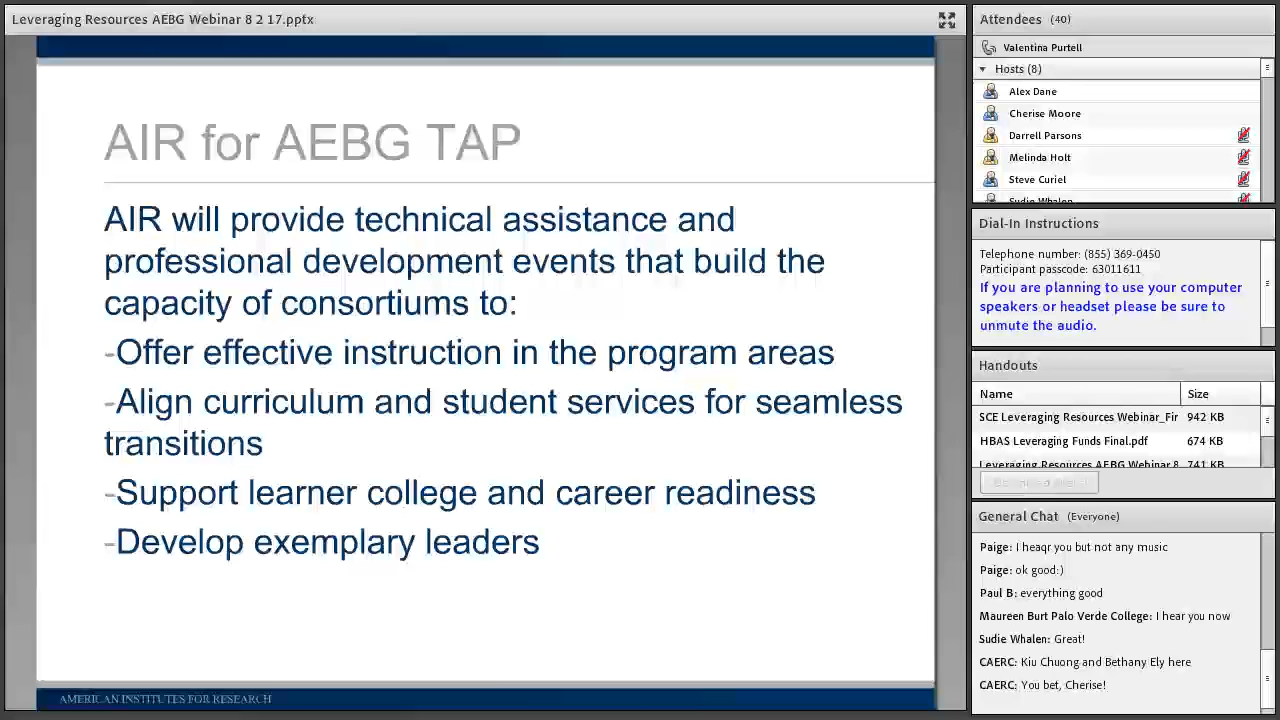 Leveraging Resources AEBG Webinar 8 2 17.pptx
AIR for AEBG TAP
AIR will provide technical assistance and
professional development events that build the
capacity of consortiums to:
-Offer effective instruction in the program areas
-Align curriculum and student services for seamless
transitions
-Support learner college and career readiness
-Develop exemplary leaders
AMERICAN INSTITUTES FOR RESEARCH
Attendees (40)
Valentina Purtell
Hosts (8)
Alex Dane
Cherise Moore
Darrell Parsons
Melinda Holt
Steve Curiel
Sudie Whalen
Dial-In Instructions
Telephone number: (855) 369-0450
Participant passcode: 63011611
If you are planning to use your computer
speakers or headset please be sure to
unmute the audio.
Handouts
Name Size
SCE Leveraging Resources Webinar_Fir 942 KB
HBAS Leveraging Funds Final.pdf 674 KB
Leveraging Resources AEBG Webinar 8 741 KB
General Chat (Everyone)
Paige: I heaqr you but not any music
Paige: ok good:)
Paul B: everything good
Maureen Burt Palo Verde College: I hear you now
Sudie Whalen: Great!
CAERC: Kiu Chuong and Bethany Ely here
CAERC: You bet, Cherise!